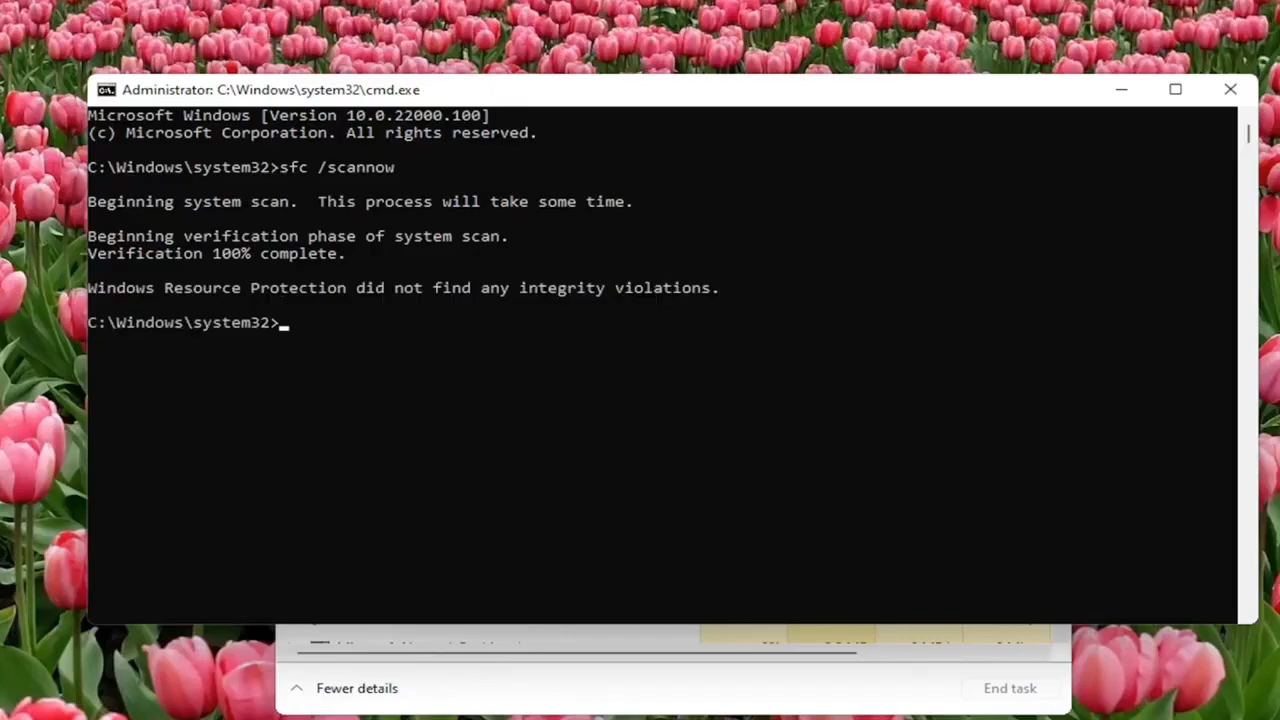 Administrator: C:\Windows\system32\cmd.exe
Microsoft Windows [Version 10.0.22000.100]
(c) Microsoft Corporation. All rights reserved.
C:\Windows\system32>sfc /scannow
Beginning system scan.  This process will take some time.
Beginning verification phase of system scan.
Verification 100% complete.
Windows Resource Protection did not find any integrity violations.
C:\Windows\system32>
Fewer details
End task